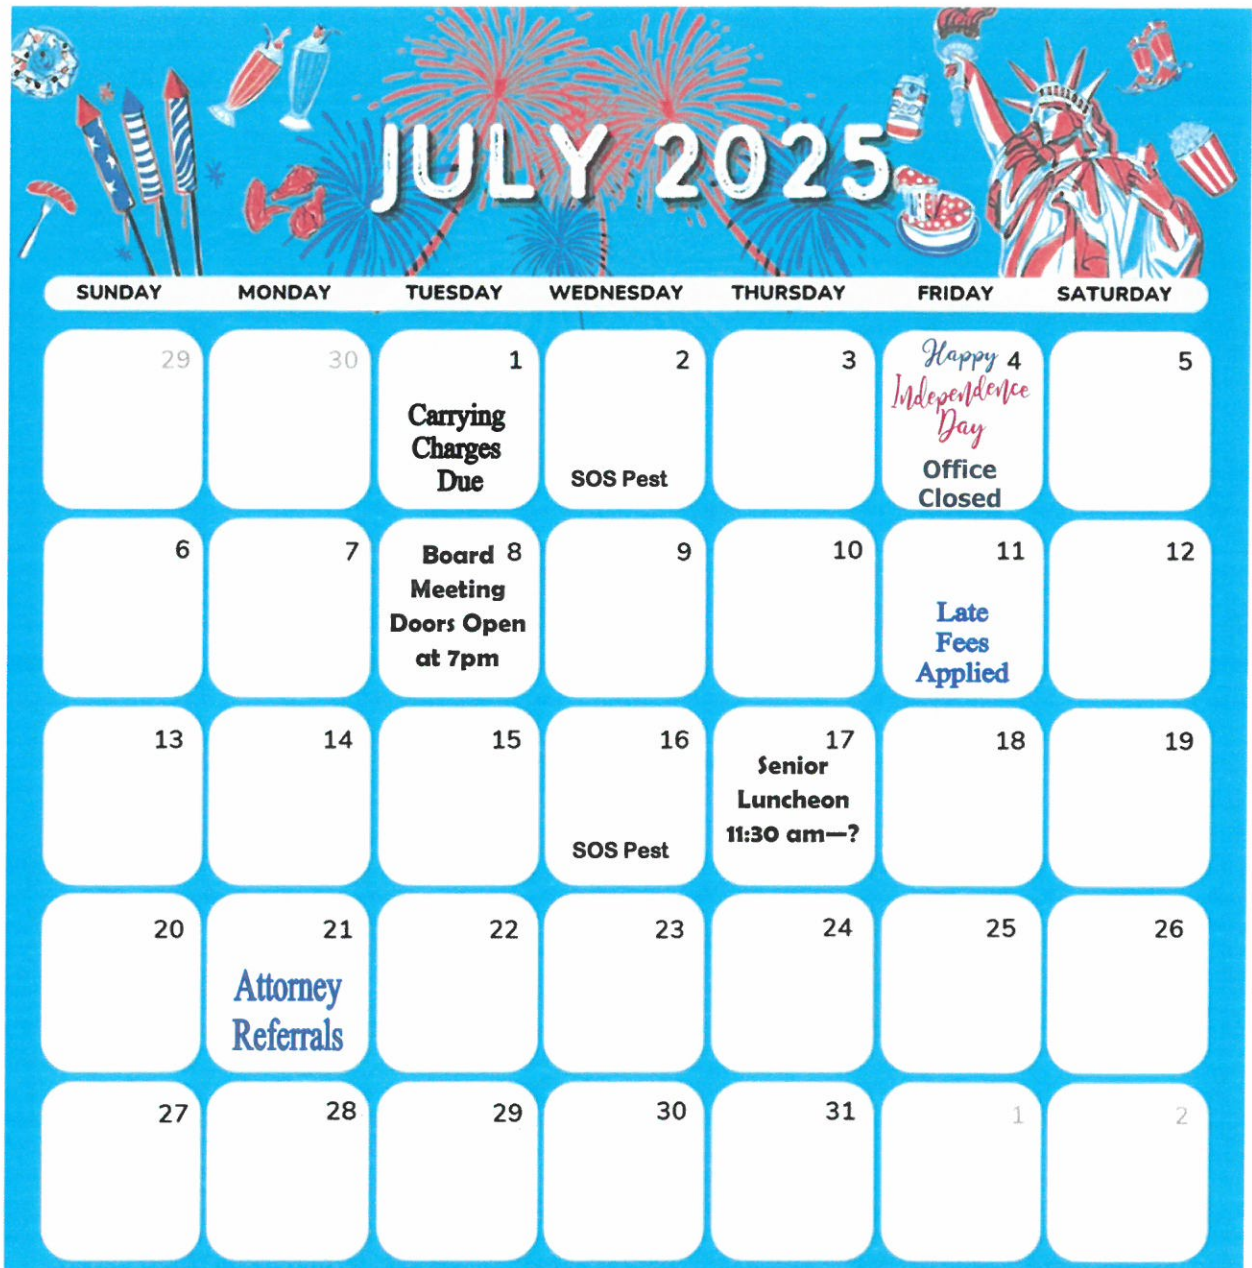 JULY 2025
SUNDAY MONDAY TUESDAY WEDNESDAY THURSDAY FRIDAY SATURDAY
29 30 1 2 3 4 5
Carrying
Charges
Due
SOS Pest
Happy
Independence
Day
Office
Closed
6 7 8 9 10 11 12
Board
Meeting
Doors Open
at 7pm
Late
Fees
Applied
13 14 15 16 17 18 19
SOS Pest
Senior
Luncheon
11:30 am—?
20 21 22 23 24 25 26
Attorney
Referrals
27 28 29 30 31 1 2